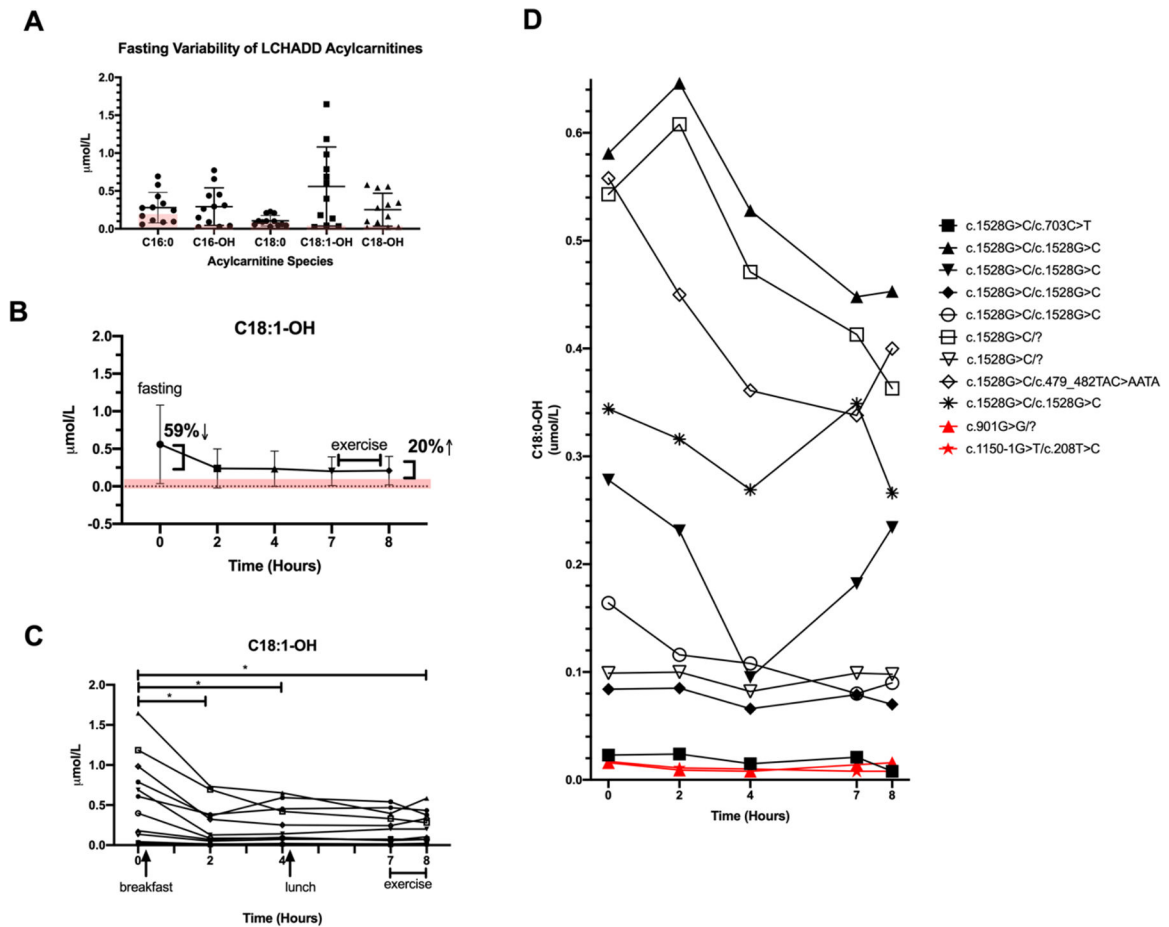 A
Fasting Variability of LCHADD Acylcarnitines
2.0
1.5
1.0
0.5
0.0
μmol/L
C16:0 C16-OH C18:0 C18:1-OH C18-OH
Acylcarnitine Species
B
C18:1-OH
2.0
1.5
1.0
0.5
0.0
-0.5
μmol/L
fasting
59%↓
exercise
20%↑
0 2 4 7 8
Time (Hours)
C
C18:1-OH
*
*
*
2.0
1.5
1.0
0.5
0.0
μmol/L
0 2 4 7 8
breakfast
lunch
exercise
Time (Hours)
D
0.6
0.5
0.4
0.3
0.2
0.1
0.0
C18:0-OH
(umol/L)
0 2 4 7 8
Time (Hours)
c.1528G>C/c.703C>T
c.1528G>C/c.1528G>C
c.1528G>C/c.1528G>C
c.1528G>C/c.1528G>C
c.1528G>C/c.1528G>C
c.1528G>C/?
c.1528G>C/?
c.1528G>C/c.479_482TAC>AATA
c.1528G>C/c.1528G>C
c.901G>G/?
c.1150-1G>T/c.208T>C